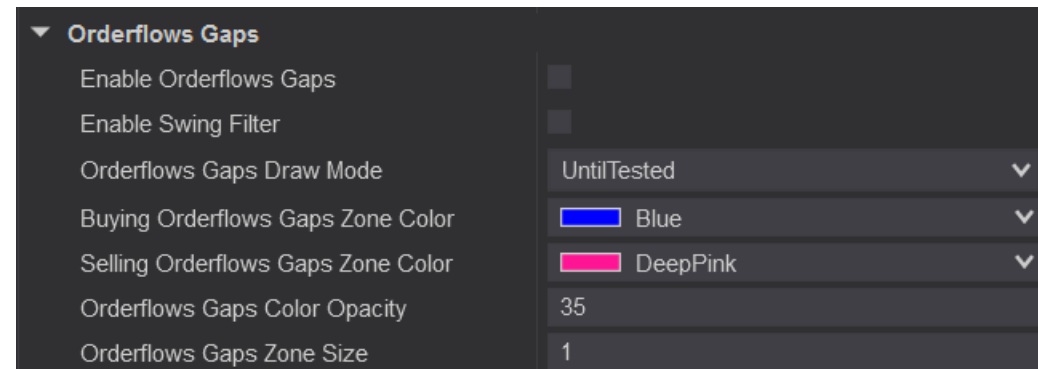 Orderflows Gaps
Enable Orderflows Gaps
Enable Swing Filter
Orderflows Gaps Draw Mode UntilTested
Buying Orderflows Gaps Zone Color Blue
Selling Orderflows Gaps Zone Color DeepPink
Orderflows Gaps Color Opacity 35
Orderflows Gaps Zone Size 1